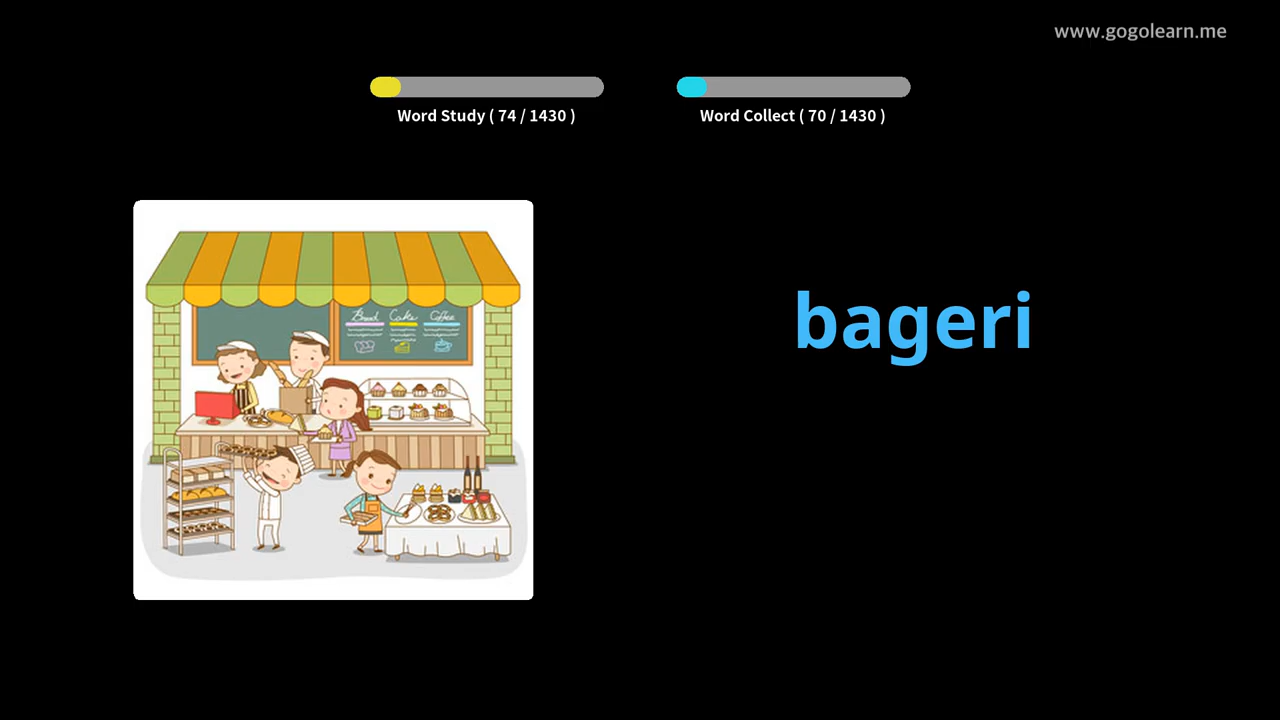 www.gogolearn.me
Word Study ( 74 / 1430 )
Word Collect ( 70 / 1430 )
Bread Cake Coffee
bageri